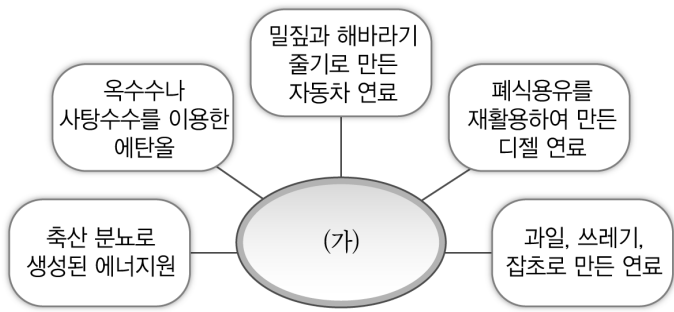 밀짚과 해바라기
줄기로 만든
자동차 연료
옥수수나
사탕수수를 이용한
에탄올
폐식용유를
재활용하여 만든
디젤 연료
축산 분뇨로
생성된 에너지원
(가)
과일, 쓰레기,
잡초로 만든 연료